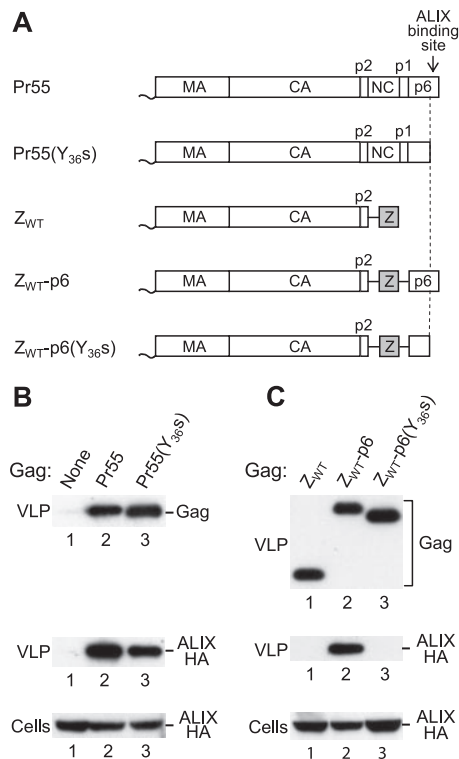 A
ALIX
binding
site
p2 p1
Pr55 MA CA NC p6
p2 p1
Pr55(Y36s) MA CA NC
p2
ZWT MA CA Z
p2
ZWT-p6 MA CA Z p6
p2
ZWT-p6(Y36s) MA CA Z
B
Gag: None Pr55 Pr55(Y36s)
VLP Gag
1 2 3
VLP ALIX HA
1 2 3
Cells ALIX HA
1 2 3
C
Gag: ZWT ZWT-p6 ZWT-p6(Y36s)
VLP Gag
1 2 3
VLP ALIX HA
1 2 3
Cells ALIX HA
1 2 3